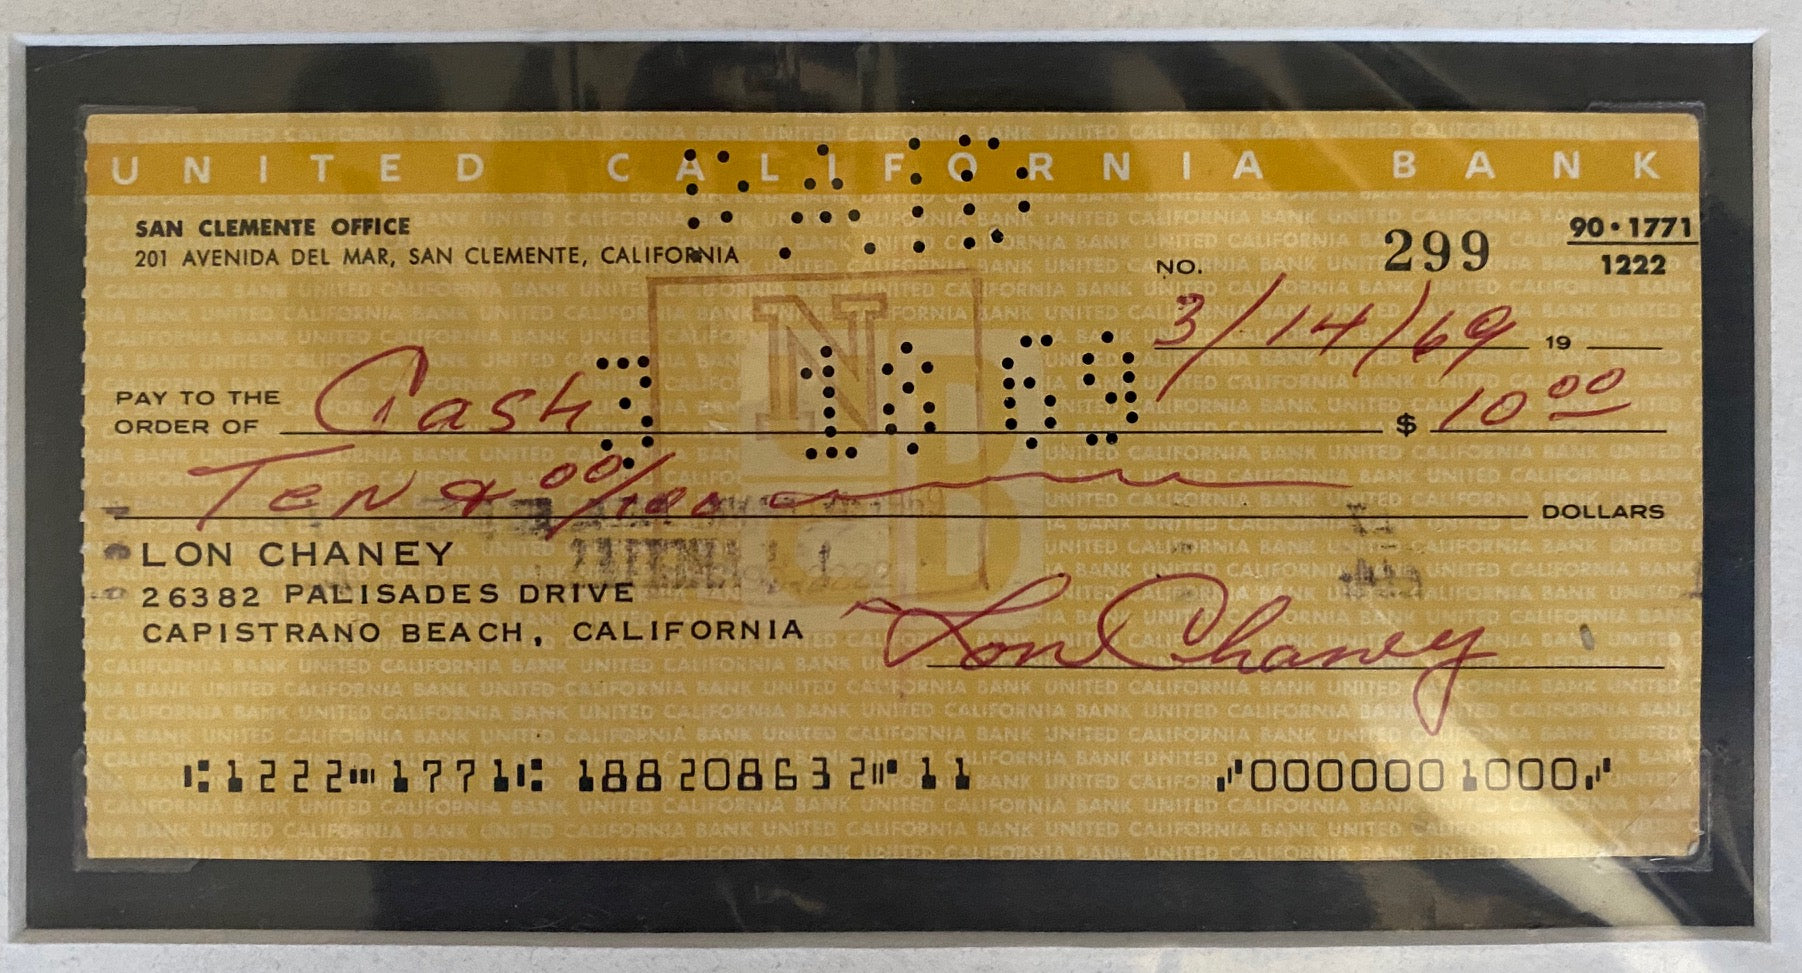 UNITED CALIFORNIA BANK
SAN CLEMENTE OFFICE
201 AVENIDA DEL MAR, SAN CLEMENTE, CALIFORNIA
90-1771
1222
NO. 299
3/14/69 19
PAY TO THE
ORDER OF Cash $ 10 00
Ten & 00/100 DOLLARS
LON CHANEY
26382 PALISADES DRIVE
CAPISTRANO BEACH, CALIFORNIA
Lon Chaney
⑆1222⑉1771⑆ 188 208632⑈ 11 ⑇0000001000⑇